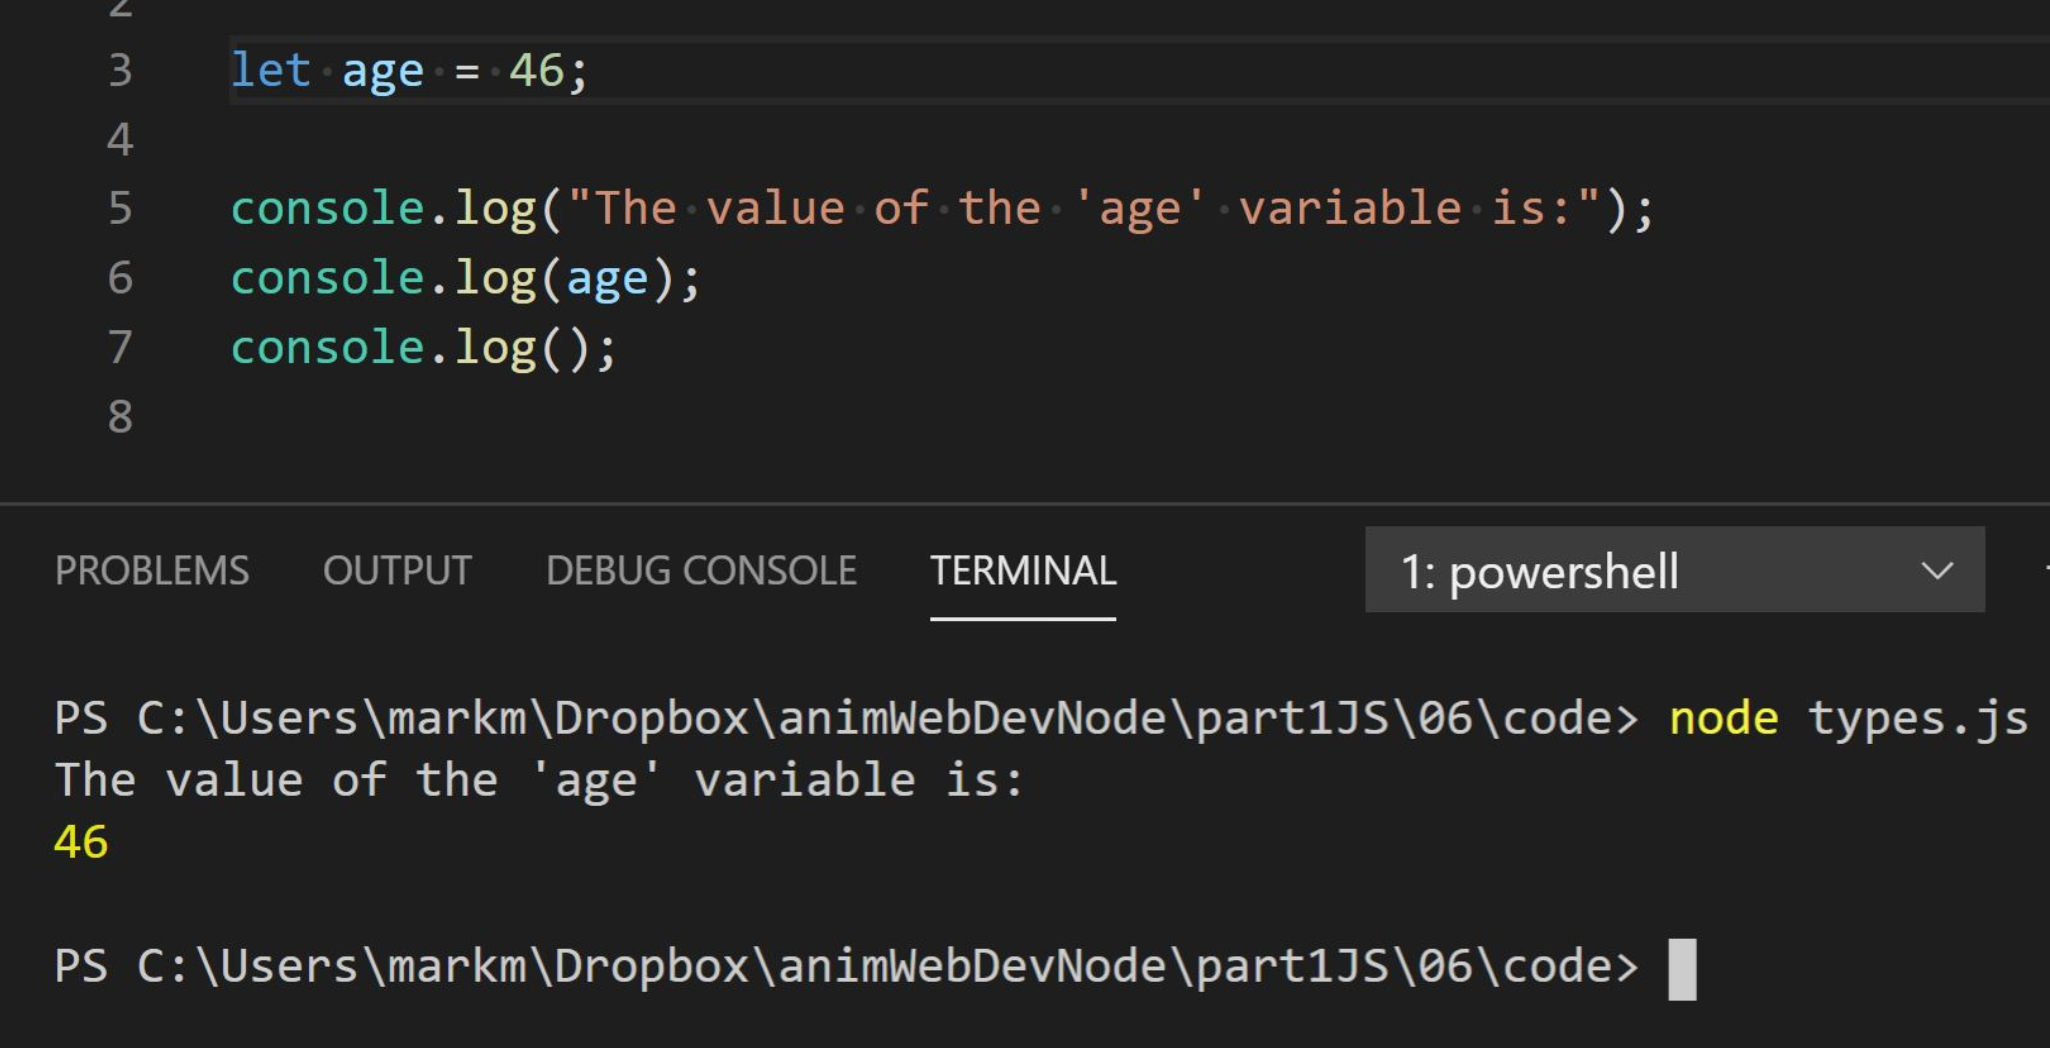 2
3 let age = 46;
4
5 console.log("The value of the 'age' variable is:");
6 console.log(age);
7 console.log();
8
PROBLEMS OUTPUT DEBUG CONSOLE TERMINAL 1: powershell
PS C:\Users\markm\Dropbox\animWebDevNode\part1JS\06\code> node types.js
The value of the 'age' variable is:
46
PS C:\Users\markm\Dropbox\animWebDevNode\part1JS\06\code>